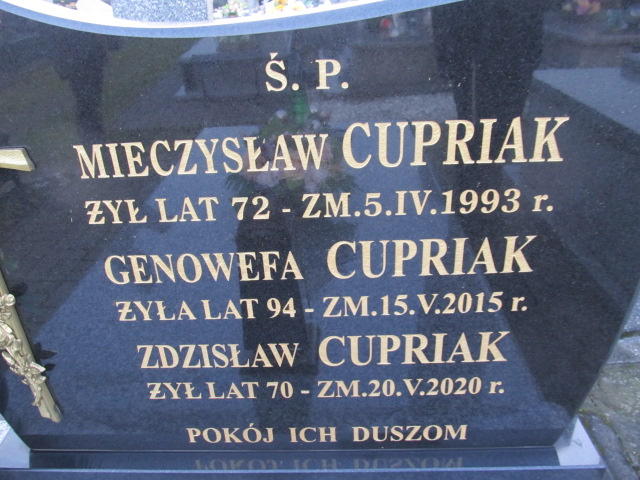 Ś. P.
MIECZYSŁAW CUPRIAK
ŻYŁ LAT 72 - ZM.5.IV.1993 r.
GENOWEFA CUPRIAK
ŻYŁA LAT 94 - ZM.15.V.2015 r.
ZDZISŁAW CUPRIAK
ŻYŁ LAT 70 - ZM.20.V.2020 r.
POKÓJ ICH DUSZOM